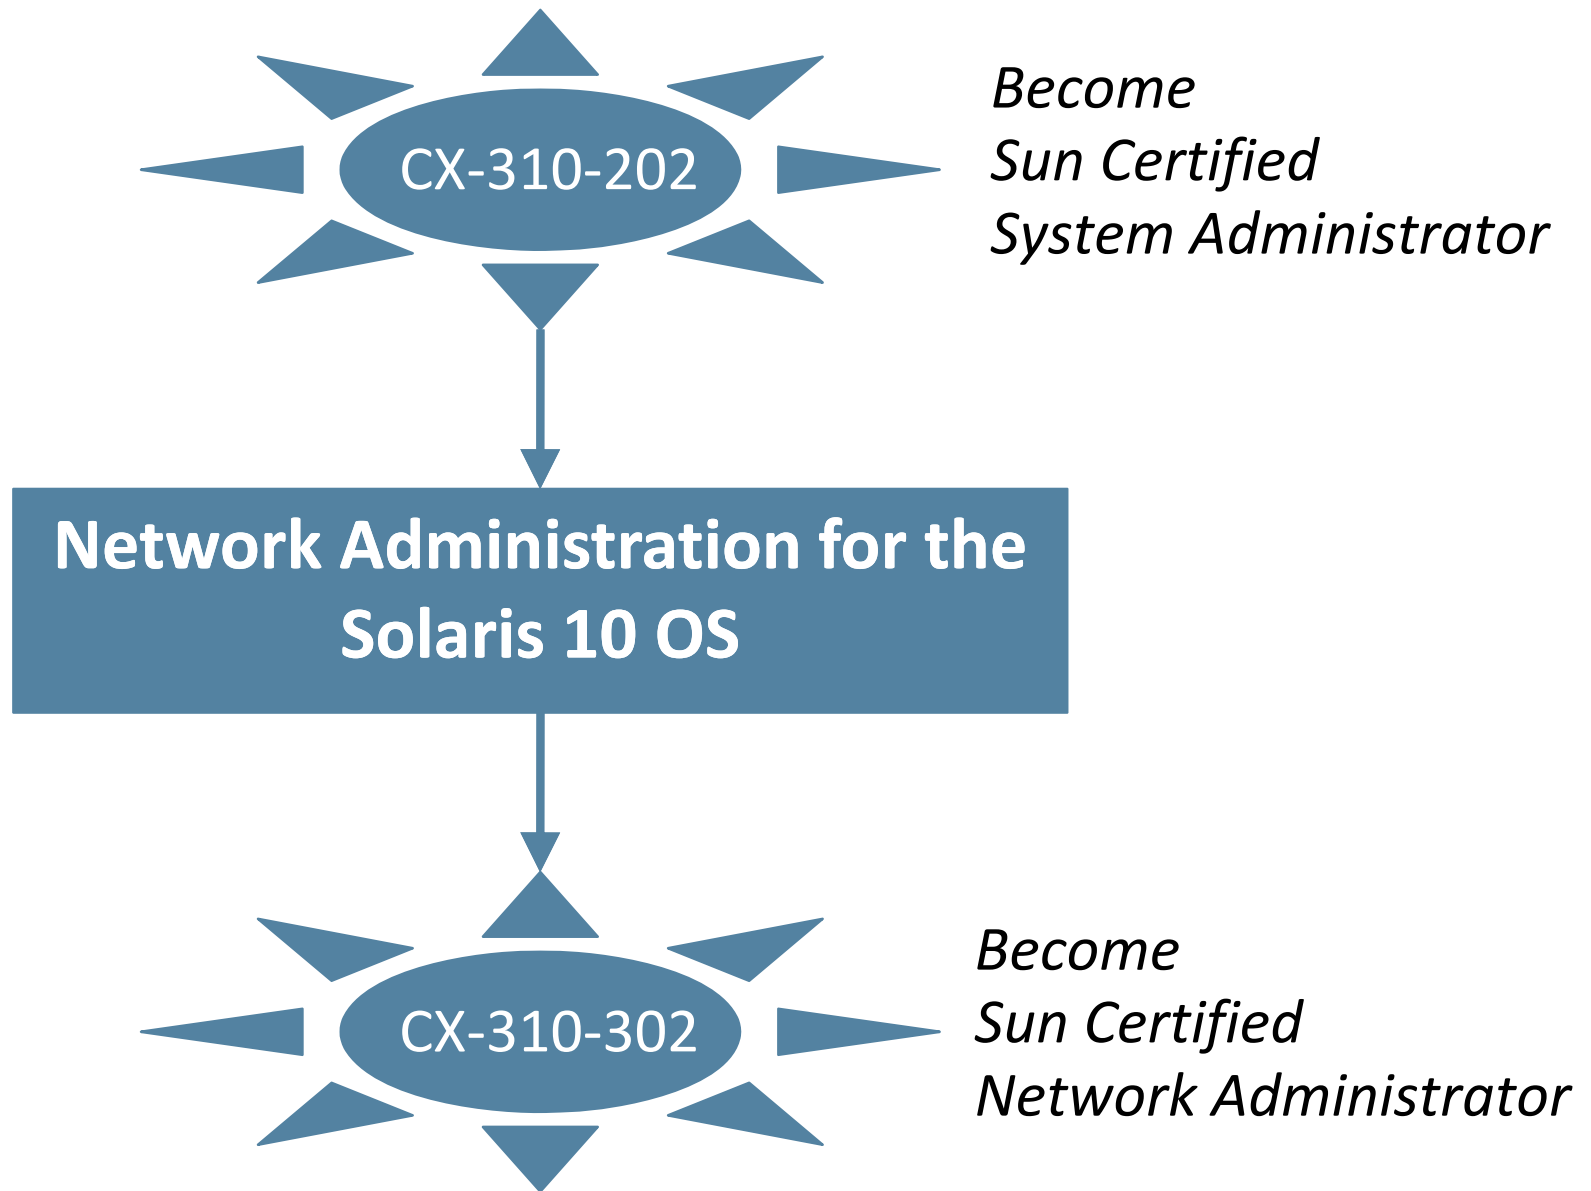 CX-310-202
Become
Sun Certified
System Administrator
Network Administration for the
Solaris 10 OS
CX-310-302
Become
Sun Certified
Network Administrator